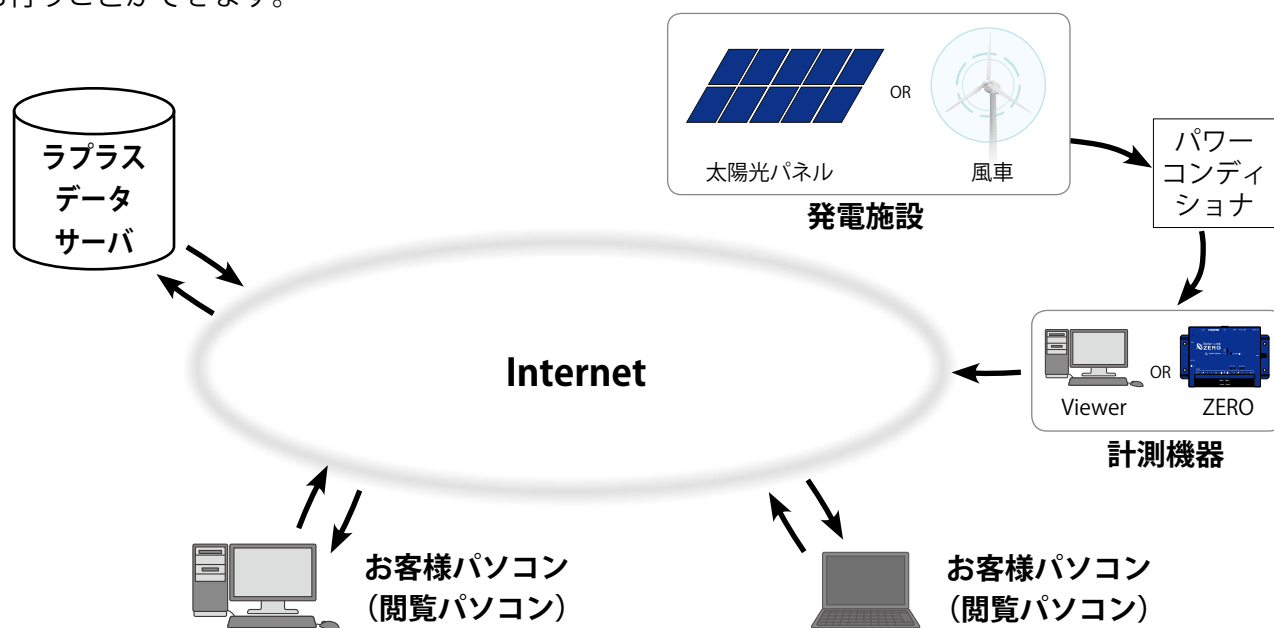 も行うことができます。
ラプラス
データ
サーバ
OR
太陽光パネル
風車
発電施設
パワー
コンディ
ショナ
Internet
OR
ZERO
Viewer
ZERO
計測機器
お客様パソコン
（閲覧パソコン）
お客様パソコン
（閲覧パソコン）